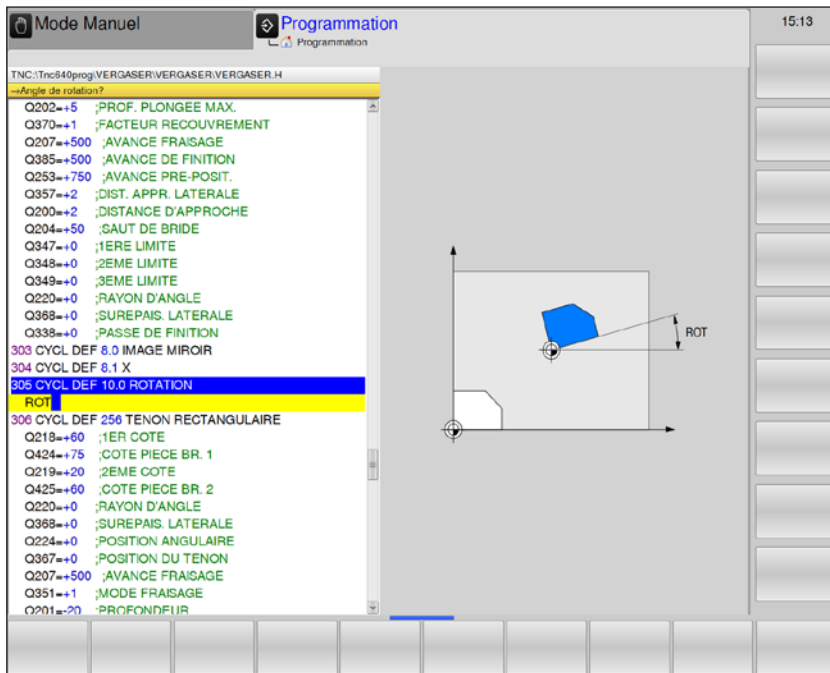 Mode Manuel
Programmation
Programmation
15:13
TNC:\Tnc640prog\VERGASER\VERGASER\VERGASER.H
→Angle de rotation?
Q202=+5 ;PROF. PLONGEE MAX.
Q370=+1 ;FACTEUR RECOUVREMENT
Q207=+500 ;AVANCE FRAISAGE
Q385=+500 ;AVANCE DE FINITION
Q253=+750 ;AVANCE PRE-POSIT.
Q357=+2 ;DIST. APPR. LATERALE
Q200=+2 ;DISTANCE D'APPROCHE
Q204=+50 ;SAUT DE BRIDE
Q347=+0 ;1ERE LIMITE
Q348=+0 ;2EME LIMITE
Q349=+0 ;3EME LIMITE
Q220=+0 ;RAYON D'ANGLE
Q368=+0 ;SUREPAIS. LATERALE
Q338=+0 ;PASSE DE FINITION
303 CYCL DEF 8.0 IMAGE MIROIR
304 CYCL DEF 8.1 X
305 CYCL DEF 10.0 ROTATION
ROT
306 CYCL DEF 256 TENON RECTANGULAIRE
Q218=+60 ;1ER COTE
Q424=+75 ;COTE PIECE BR. 1
Q219=+20 ;2EME COTE
Q425=+60 ;COTE PIECE BR. 2
Q220=+0 ;RAYON D'ANGLE
Q368=+0 ;SUREPAIS. LATERALE
Q224=+0 ;POSITION ANGULAIRE
Q367=+0 ;POSITION DU TENON
Q207=+500 ;AVANCE FRAISAGE
Q351=+1 ;MODE FRAISAGE
Q201=-20 ;PROFONDEUR
ROT